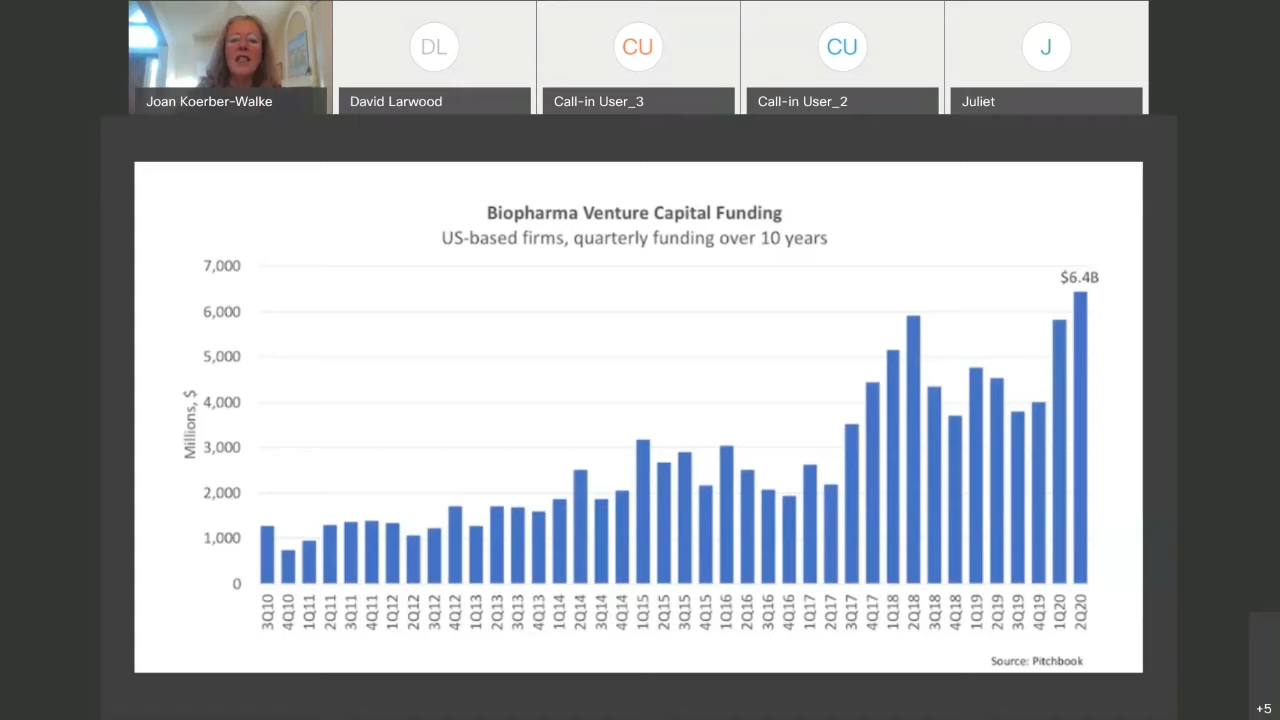 DL
CU
CU
J
Joan Koerber-Walke
David Larwood
Call-in User_3
Call-in User_2
Juliet
Biopharma Venture Capital Funding
US-based firms, quarterly funding over 10 years
7,000
$6.4B
6,000
5,000
4,000
3,000
2,000
1,000
0
Millions, $
3Q10
4Q10
1Q11
2Q11
3Q11
4Q11
1Q12
2Q12
3Q12
4Q12
1Q13
2Q13
3Q13
4Q13
1Q14
2Q14
3Q14
4Q14
1Q15
2Q15
3Q15
4Q15
1Q16
2Q16
3Q16
4Q16
1Q17
2Q17
3Q17
4Q17
1Q18
2Q18
3Q18
4Q18
1Q19
2Q19
3Q19
4Q19
1Q20
2Q20
Source: Pitchbook
+5